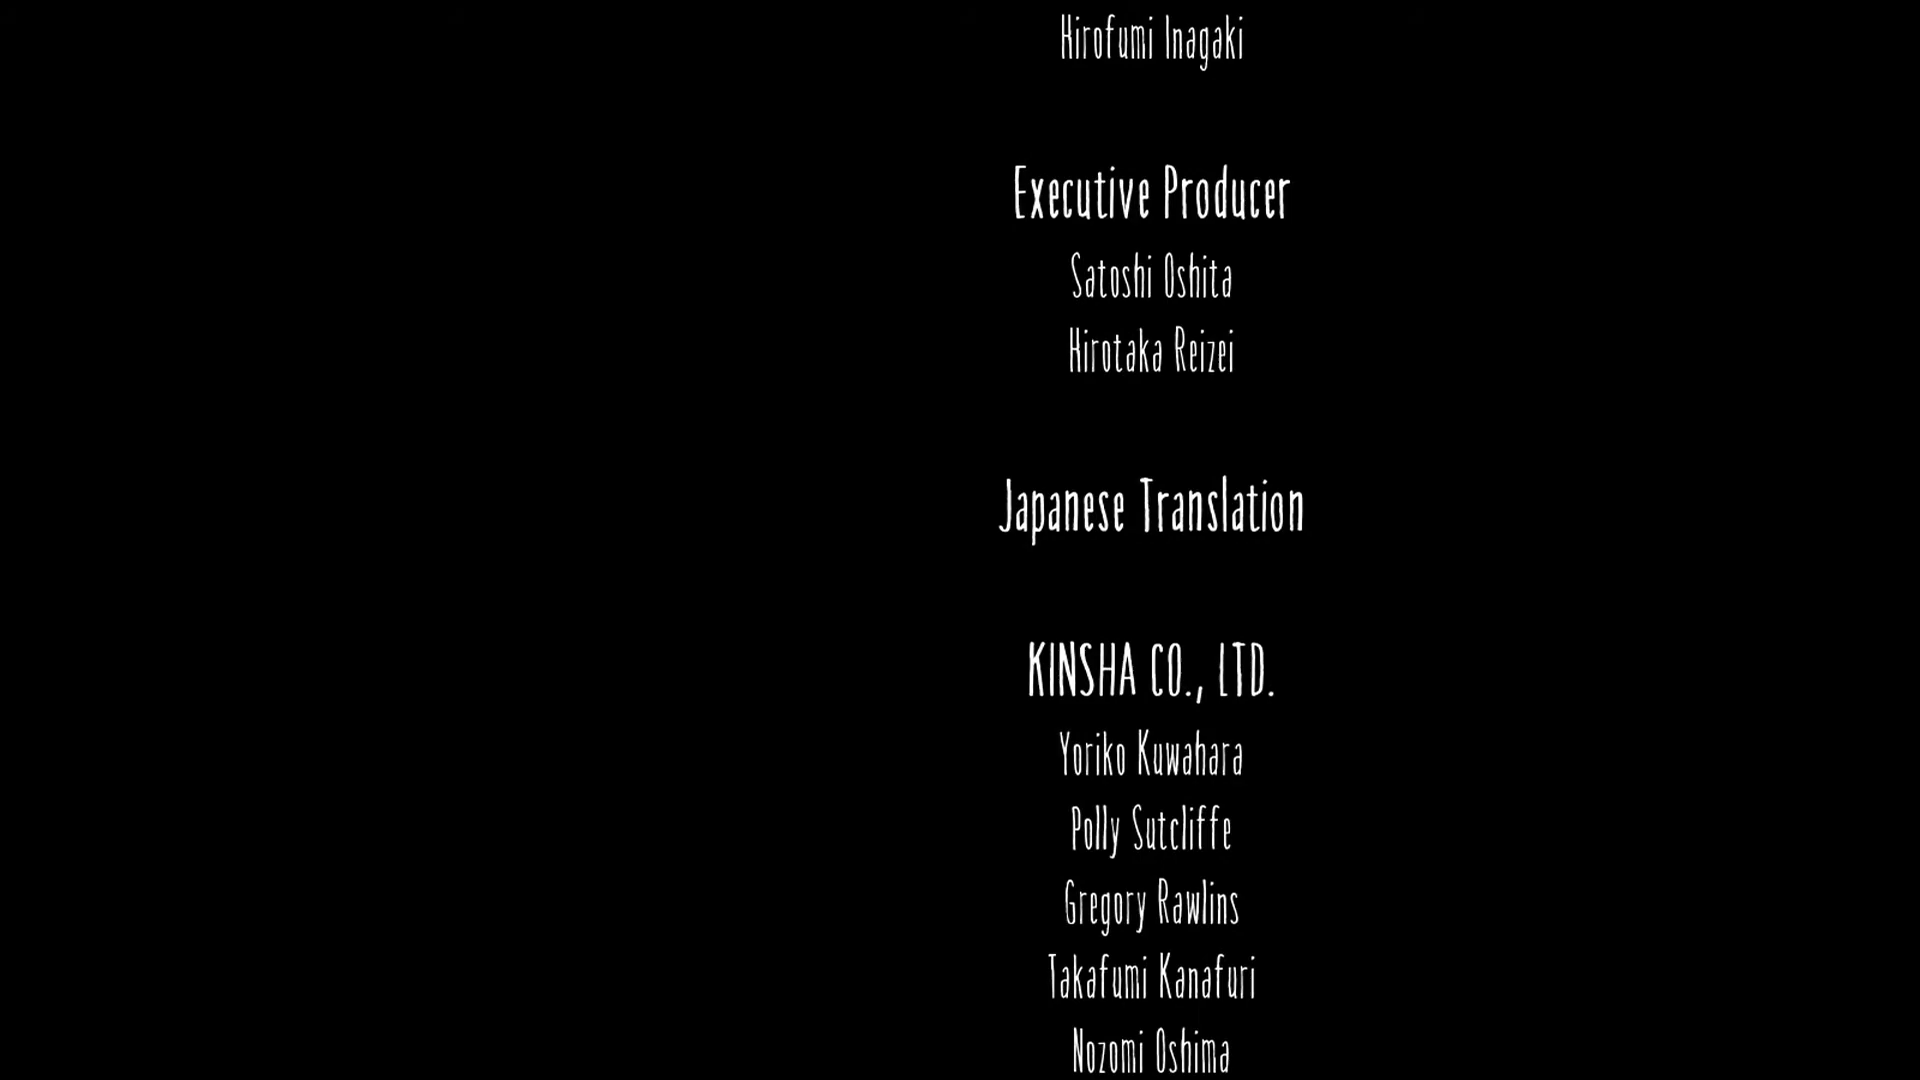 Hirofumi Inagaki
Executive Producer
Satoshi Oshita
Hirotaka Reizei
Japanese Translation
KINSHA CO., LTD.
Yoriko Kuwahara
Polly Sutcliffe
Gregory Rawlins
Takafumi Kanafuri
Nozomi Oshima